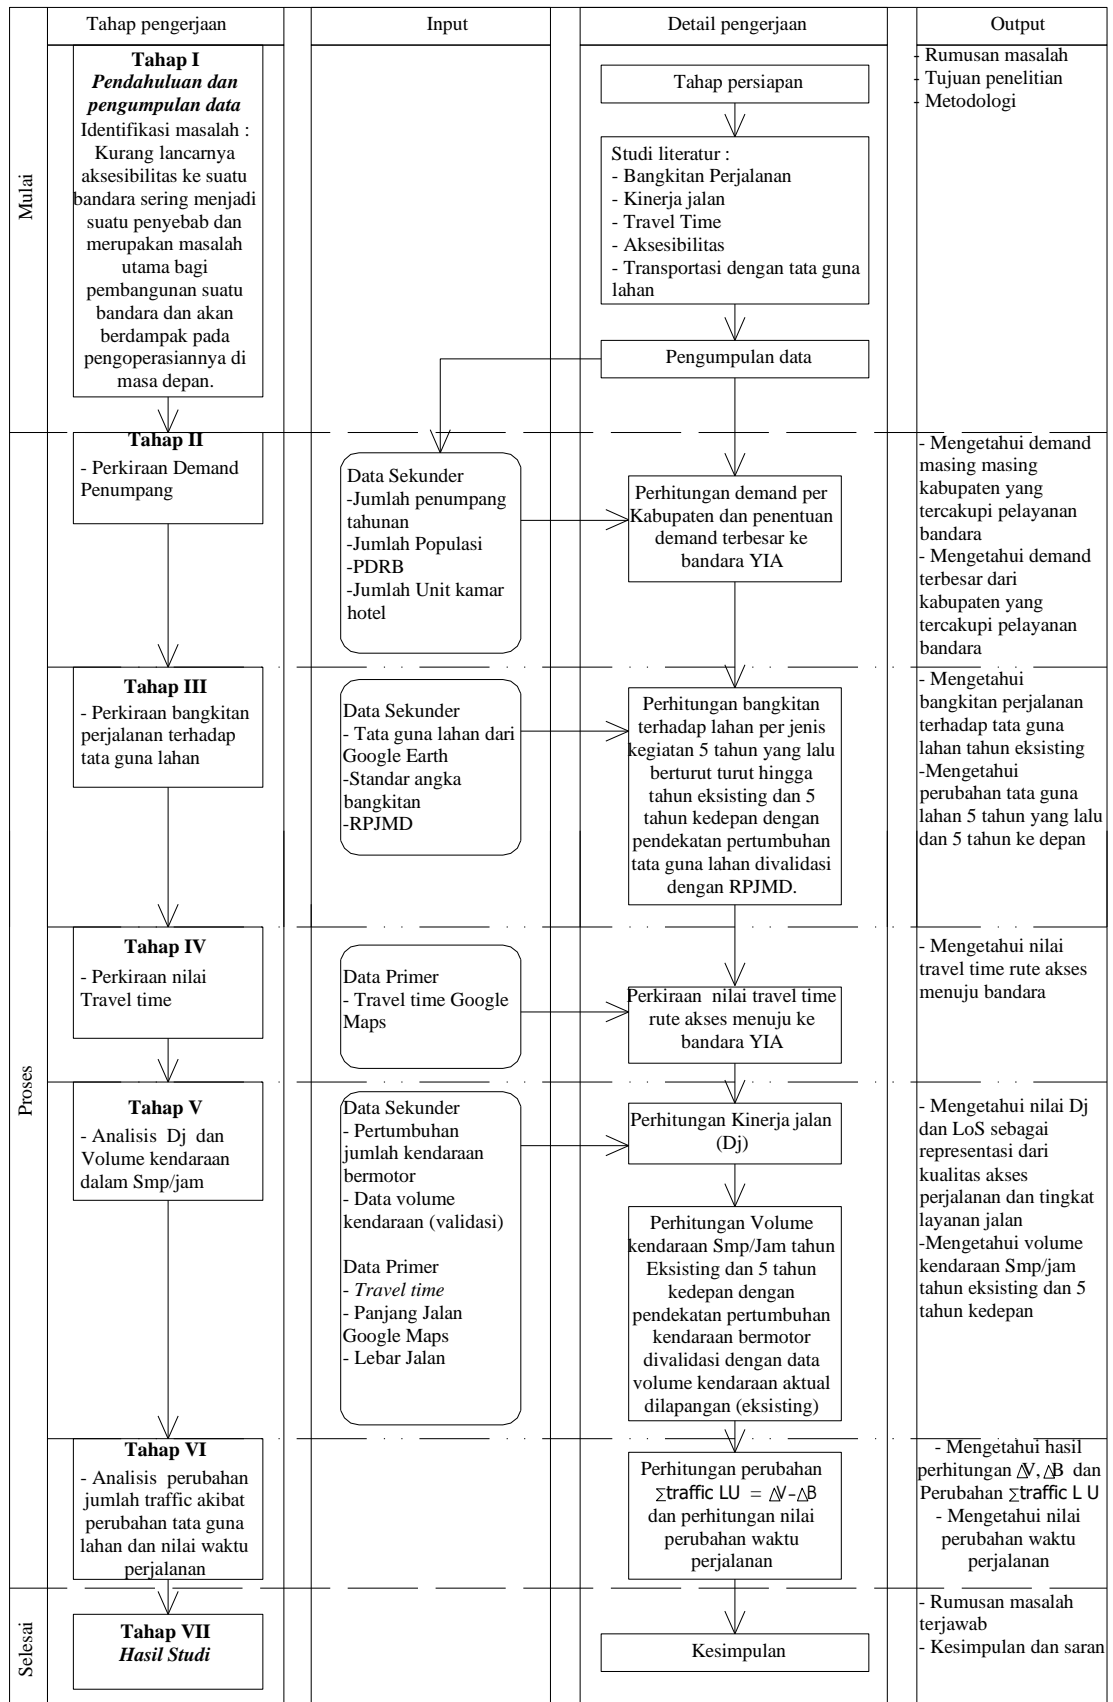 Tahap pengerjaan
Input
Detail pengerjaan
Output
Mulai
Tahap I
Pendahuluan dan
pengumpulan data
Identifikasi masalah :
Kurang lancarnya
aksesibilitas ke suatu
bandara sering menjadi
suatu penyebab dan
merupakan masalah
utama bagi
pembangunan suatu
bandara dan akan
berdampak pada
pengoperasiannya di
masa depan.
Tahap persiapan
Studi literatur :
- Bangkitan Perjalanan
- Kinerja jalan
- Travel Time
- Aksesibilitas
- Transportasi dengan tata guna
lahan
Pengumpulan data
- Rumusan masalah
- Tujuan penelitian
- Metodologi
Proses
Tahap II
- Perkiraan Demand
Penumpang
Data Sekunder
-Jumlah penumpang
tahunan
-Jumlah Populasi
-PDRB
-Jumlah Unit kamar
hotel
Perhitungan demand per
Kabupaten dan penentuan
demand terbesar ke
bandara YIA
- Mengetahui demand
masing masing
kabupaten yang
tercakupi pelayanan
bandara
- Mengetahui demand
terbesar dari
kabupaten yang
tercakupi pelayanan
bandara
Tahap III
- Perkiraan bangkitan
perjalanan terhadap
tata guna lahan
Data Sekunder
- Tata guna lahan dari
Google Earth
-Standar angka
bangkitan
-RPJMD
Perhitungan bangkitan
terhadap lahan per jenis
kegiatan 5 tahun yang lalu
berturut turut hingga
tahun eksisting dan 5
tahun kedepan dengan
pendekatan pertumbuhan
tata guna lahan divalidasi
dengan RPJMD.
- Mengetahui
bangkitan perjalanan
terhadap tata guna
lahan tahun eksisting
-Mengetahui
perubahan tata guna
lahan 5 tahun yang lalu
dan 5 tahun ke depan
Tahap IV
- Perkiraan nilai
Travel time
Data Primer
- Travel time Google
Maps
Perkiraan nilai travel time
rute akses menuju ke
bandara YIA
- Mengetahui nilai
travel time rute akses
menuju bandara
Tahap V
- Analisis Dj dan
Volume kendaraan
dalam Smp/jam
Data Sekunder
- Pertumbuhan
jumlah kendaraan
bermotor
- Data volume
kendaraan (validasi)
Data Primer
- Travel time
- Panjang Jalan
Google Maps
- Lebar Jalan
Perhitungan Kinerja jalan
(Dj)
Perhitungan Volume
kendaraan Smp/Jam tahun
Eksisting dan 5 tahun
kedepan dengan
pendekatan pertumbuhan
kendaraan bermotor
divalidasi dengan data
volume kendaraan aktual
dilapangan (eksisting)
- Mengetahui nilai Dj
dan LoS sebagai
representasi dari
kualitas akses
perjalanan dan tingkat
layanan jalan
-Mengetahui volume
kendaraan Smp/jam
tahun eksisting dan 5
tahun kedepan
Tahap VI
- Analisis perubahan
jumlah traffic akibat
perubahan tata guna
lahan dan nilai waktu
perjalanan
Perhitungan perubahan
∑traffic LU = ∆V-∆B
dan perhitungan nilai
perubahan waktu
perjalanan
- Mengetahui hasil
perhitungan ∆V, ∆B dan
Perubahan ∑traffic L U
- Mengetahui nilai
perubahan waktu
perjalanan
Selesai
Tahap VII
Hasil Studi
Kesimpulan
- Rumusan masalah
terjawab
- Kesimpulan dan saran